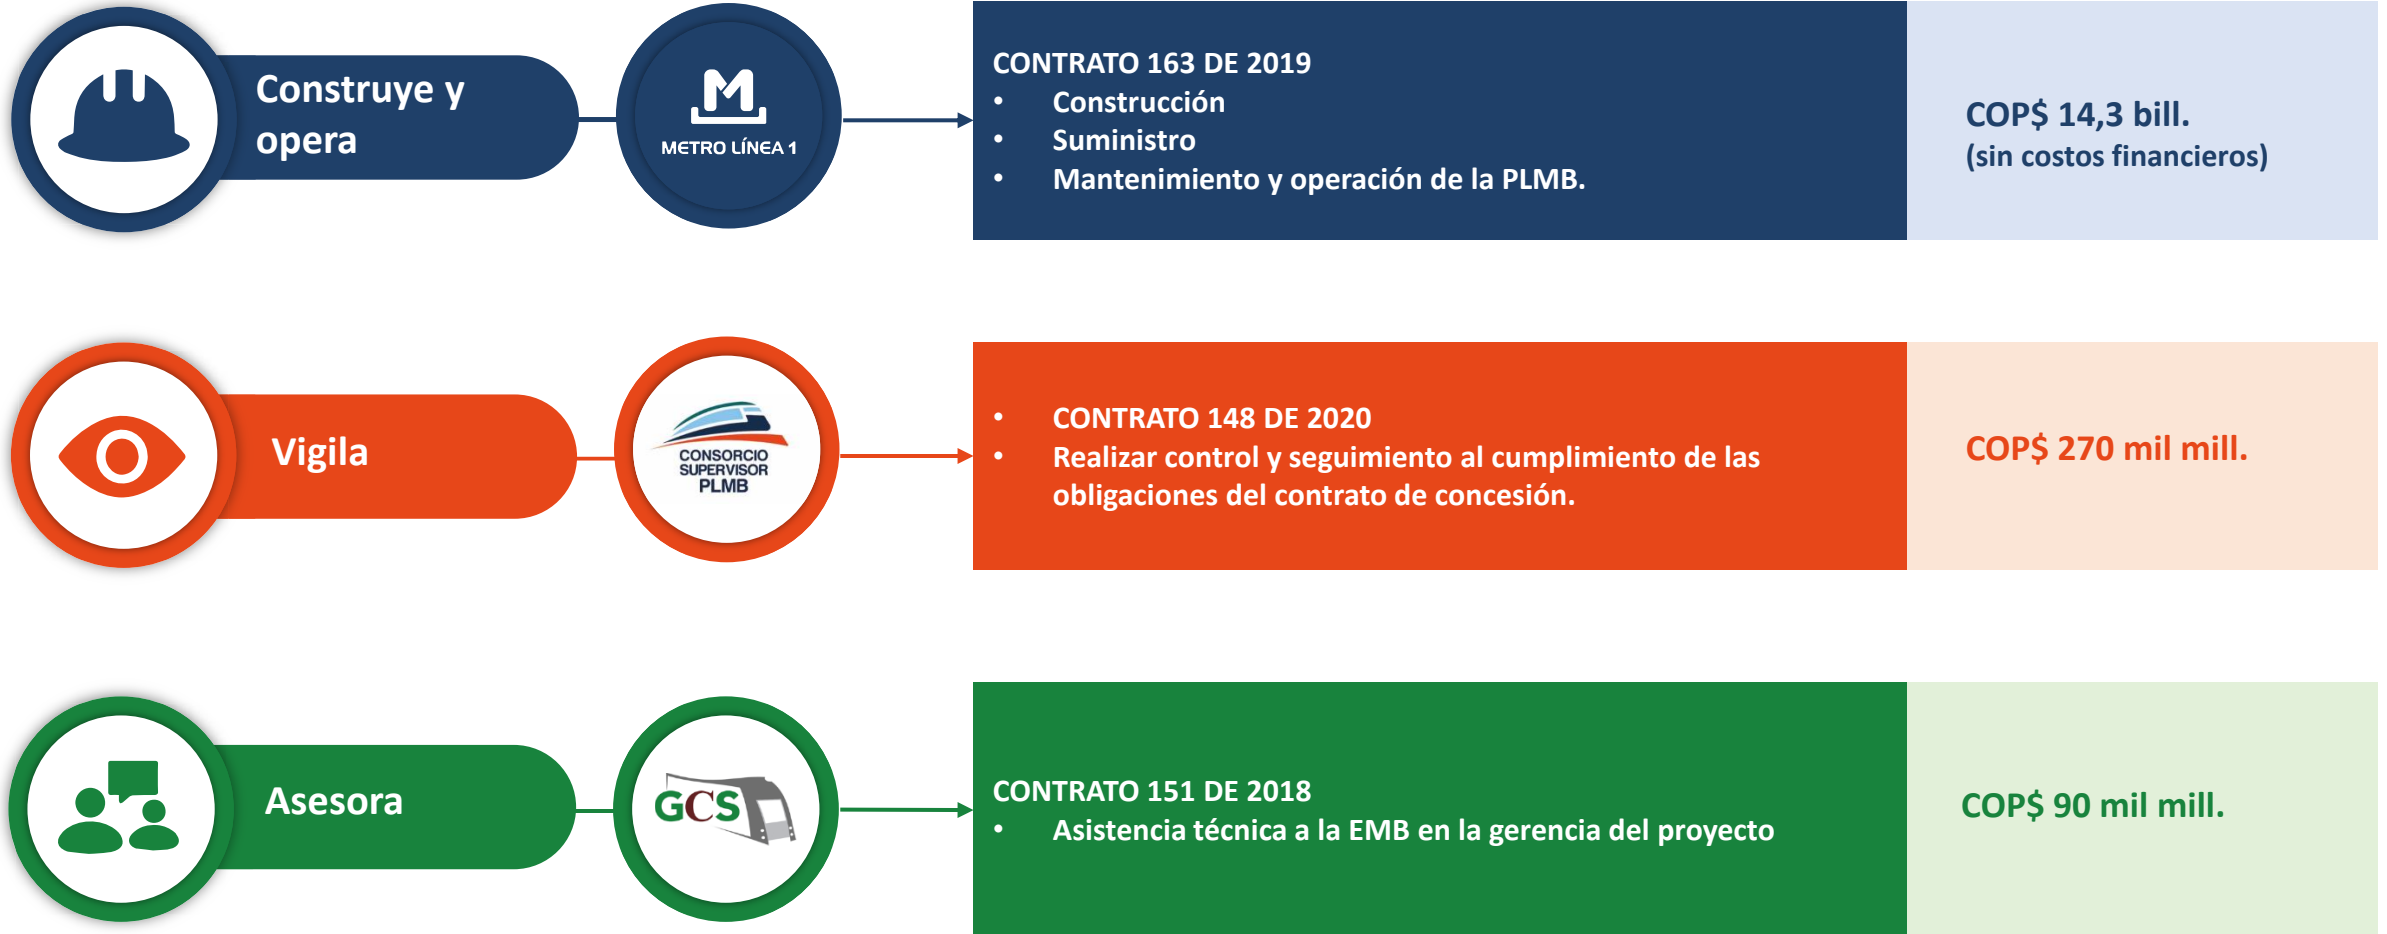 Construye y
opera
METRO LÍNEA 1
CONTRATO 163 DE 2019
• Construcción
• Suministro
• Mantenimiento y operación de la PLMB.
COP$ 14,3 bill.
(sin costos financieros)
Vigila
CONSORCIO
SUPERVISOR
PLMB
• CONTRATO 148 DE 2020
• Realizar control y seguimiento al cumplimiento de las
obligaciones del contrato de concesión.
COP$ 270 mil mill.
Asesora
GCS
CONTRATO 151 DE 2018
• Asistencia técnica a la EMB en la gerencia del proyecto
COP$ 90 mil mill.